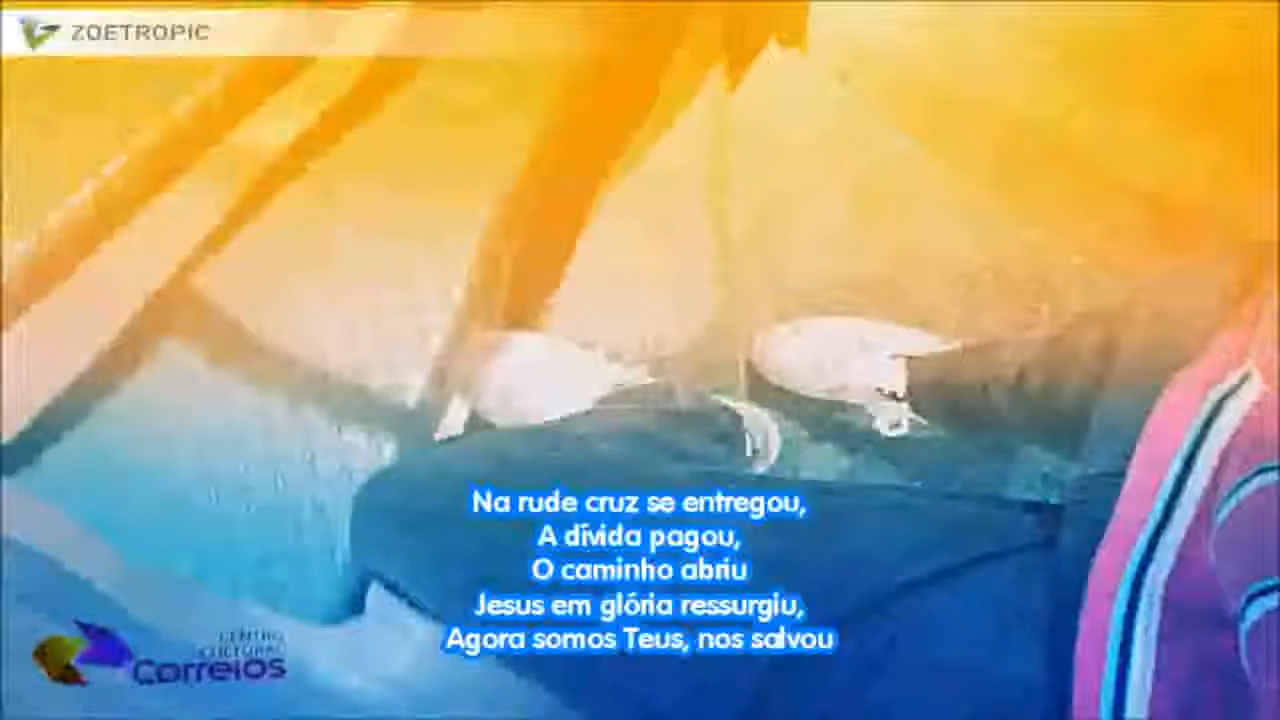 ZOETROPIC
Na rude cruz se entregou,
A dívida pagou,
O caminho abriu
Jesus em glória ressurgiu,
Agora somos Teus, nos salvou
CENTRO
CULTURAL
Correios